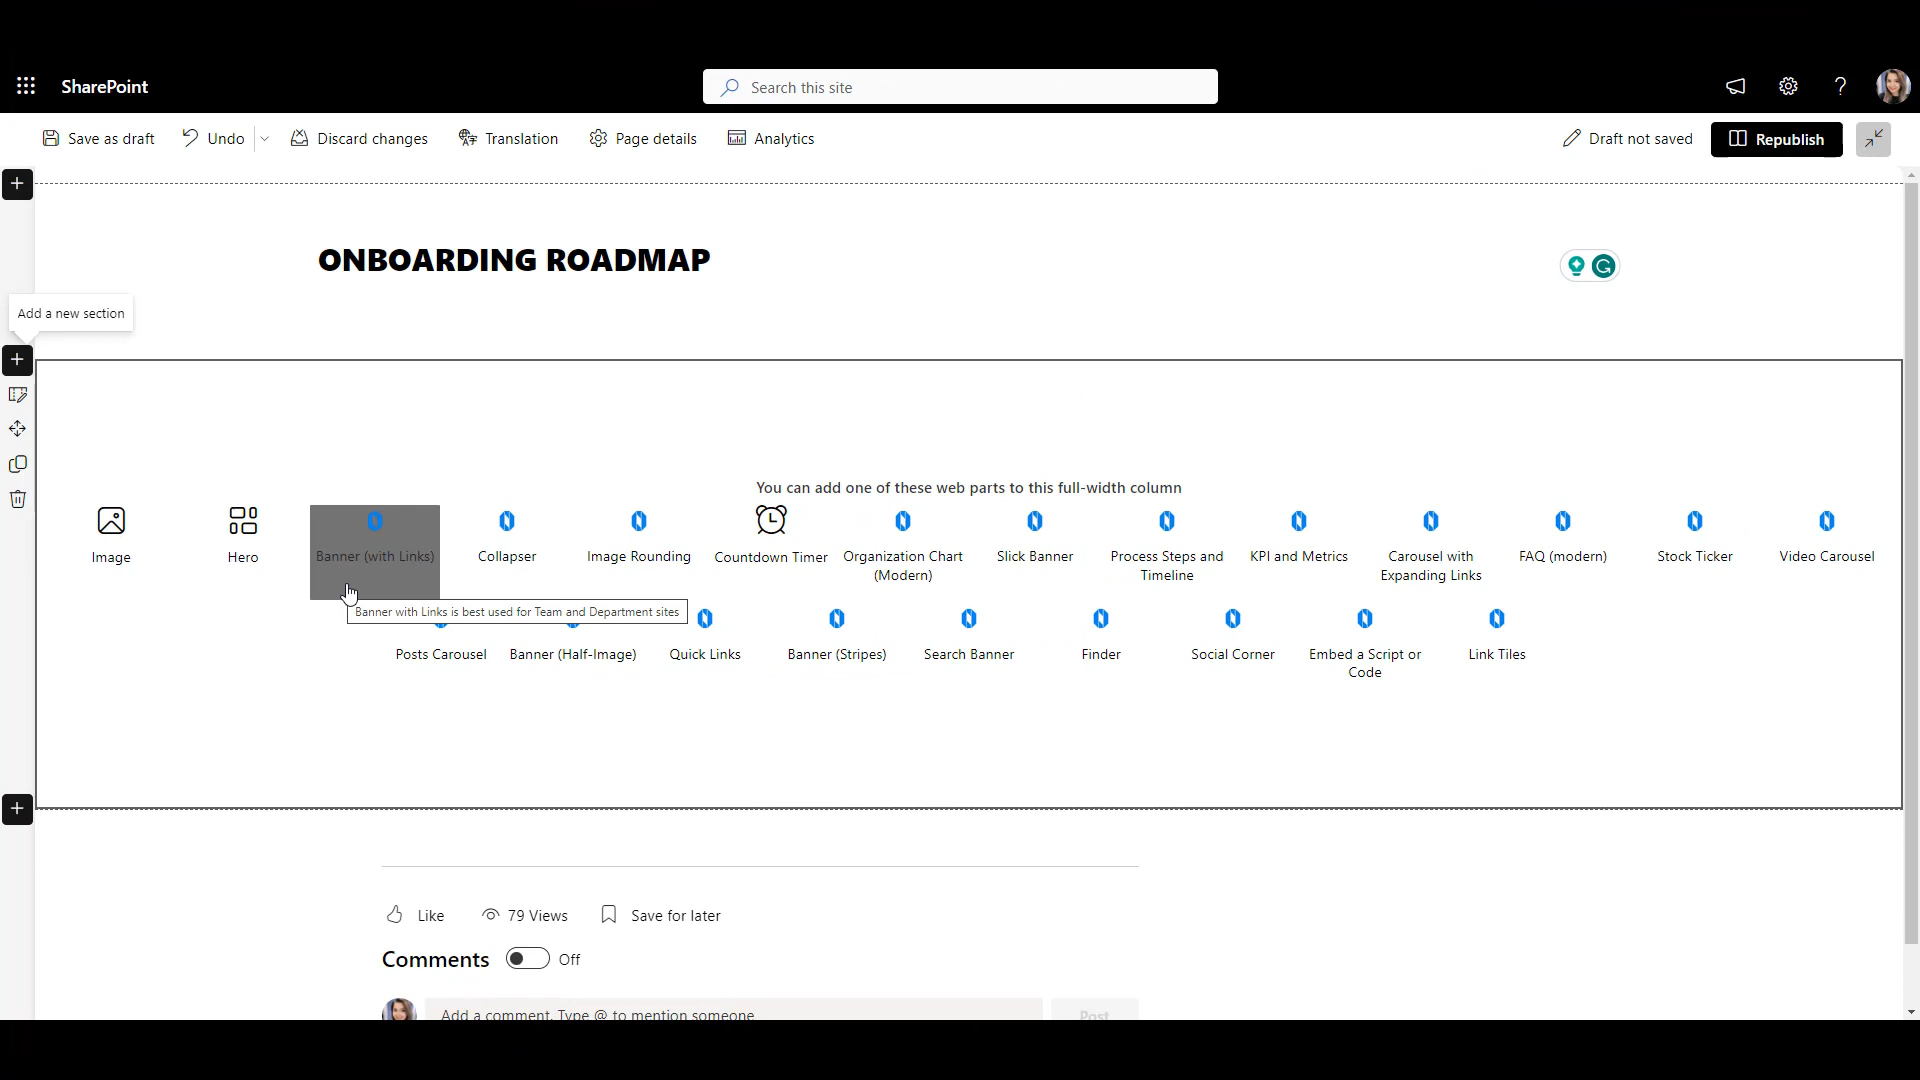 SharePoint
Search this site
Save as draft
Undo
Discard changes
Translation
Page details
Analytics
Draft not saved
Republish
ONBOARDING ROADMAP
Add a new section
You can add one of these web parts to this full-width column
Image
Hero
Banner (with Links)
Collapser
Image Rounding
Countdown Timer
Organization Chart
(Modern)
Slick Banner
Process Steps and
Timeline
KPI and Metrics
Carousel with
Expanding Links
FAQ (modern)
Stock Ticker
Video Carousel
Banner with Links is best used for Team and Department sites
Posts Carousel
Banner (Half-Image)
Quick Links
Banner (Stripes)
Search Banner
Finder
Social Corner
Embed a Script or
Code
Link Tiles
Like
79 Views
Save for later
Comments
Off
Add a comment. Type @ to mention someone
Post